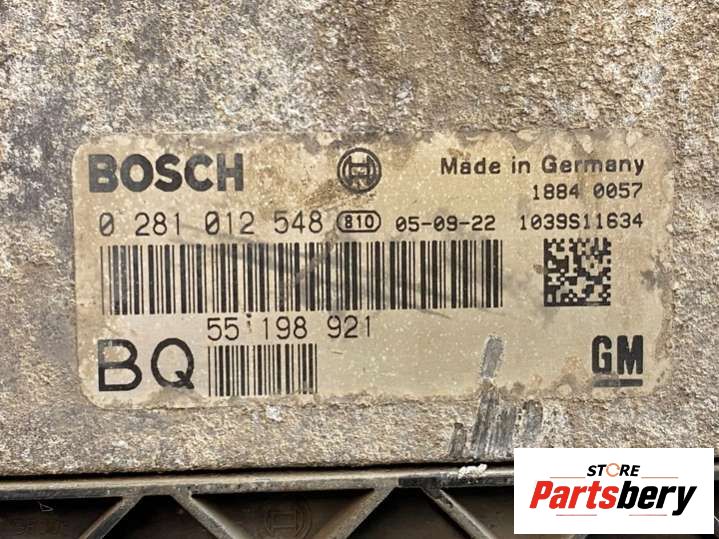 BOSCH Made in Germany
1884 0057
0 281 012 548 810 05-09-22 1039S11634
55 198 921
BQ
GM
STORE
Partsbery